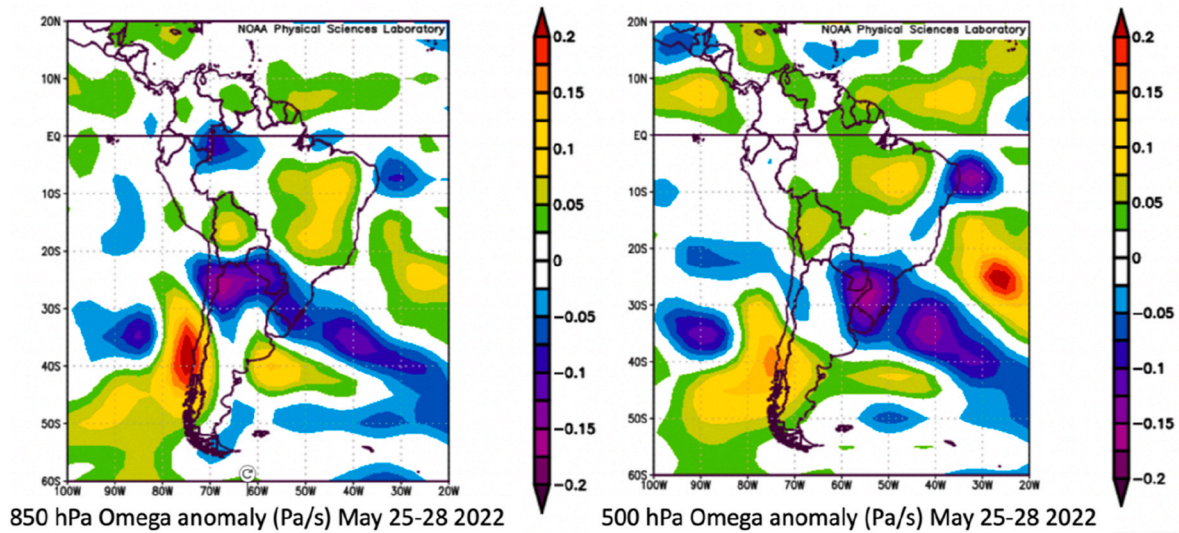 NOAA Physical Sciences Laboratory
20N
10N
EQ
10S
20S
30S
40S
50S
60S
100W 90W 80W 70W 60W 50W 40W 30W 20W
0.2
0.15
0.1
0.05
0
−0.05
−0.1
−0.15
−0.2
850 hPa Omega anomaly (Pa/s) May 25-28 2022
NOAA Physical Sciences Laboratory
20N
10N
EQ
10S
20S
30S
40S
50S
60S
100W 90W 80W 70W 60W 50W 40W 30W 20W
0.2
0.15
0.1
0.05
0
−0.05
−0.1
−0.15
−0.2
500 hPa Omega anomaly (Pa/s) May 25-28 2022